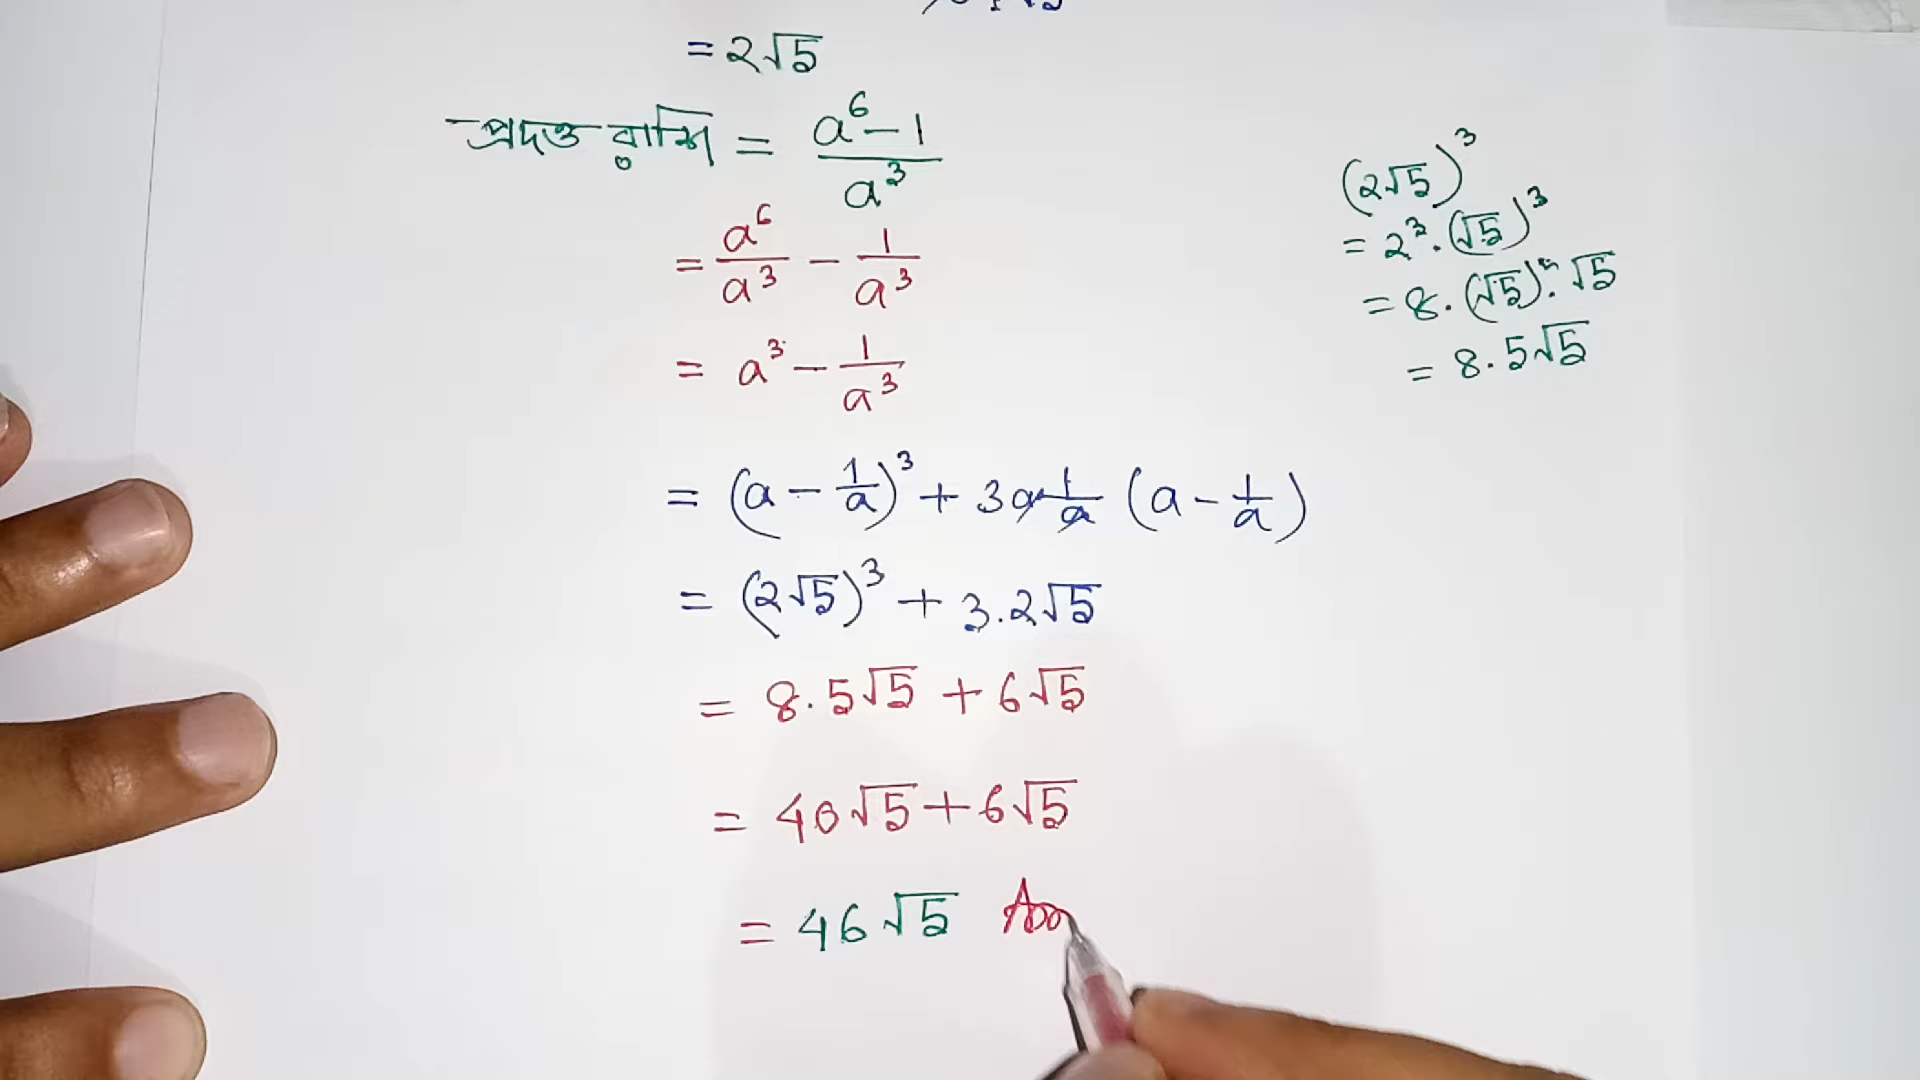 = 2√5
প্রদত্ত রাশি = (a⁶ - 1)/a³
= a⁶/a³ - 1/a³
= a³ - 1/a³
= (a - 1/a)³ + 3a·1/a (a - 1/a)
= (2√5)³ + 3.2√5
= 8.5√5 + 6√5
= 40√5 + 6√5
= 46√5
(2√5)³
= 2³.(√5)³
= 8.(√5)².√5
= 8.5√5